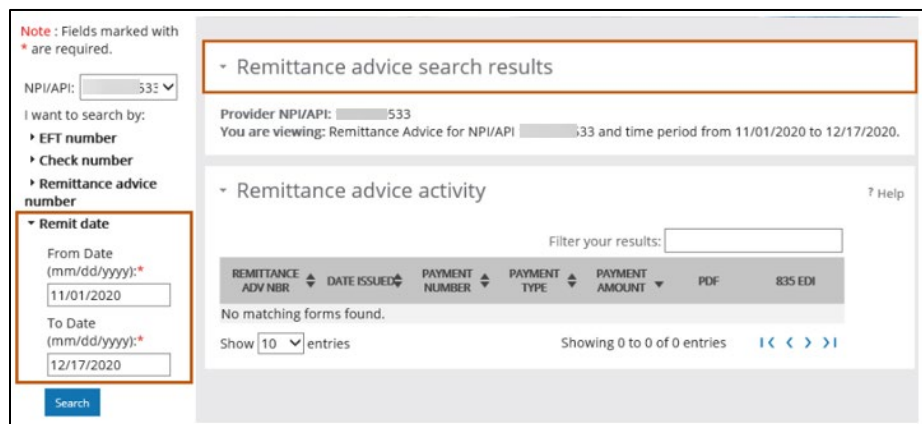 Note : Fields marked with
* are required.
NPI/API: 533
I want to search by:
EFT number
Check number
Remittance advice
number
Remit date
From Date
(mm/dd/yyyy):*
11/01/2020
To Date
(mm/dd/yyyy):*
12/17/2020
Search
Remittance advice search results
Provider NPI/API: 533
You are viewing: Remittance Advice for NPI/API 533 and time period from 11/01/2020 to 12/17/2020.
Remittance advice activity
? Help
Filter your results:
REMITTANCE ADV NBR DATE ISSUED PAYMENT NUMBER PAYMENT TYPE PAYMENT AMOUNT PDF 835 EDI
No matching forms found.
Show 10 entries Showing 0 to 0 of 0 entries